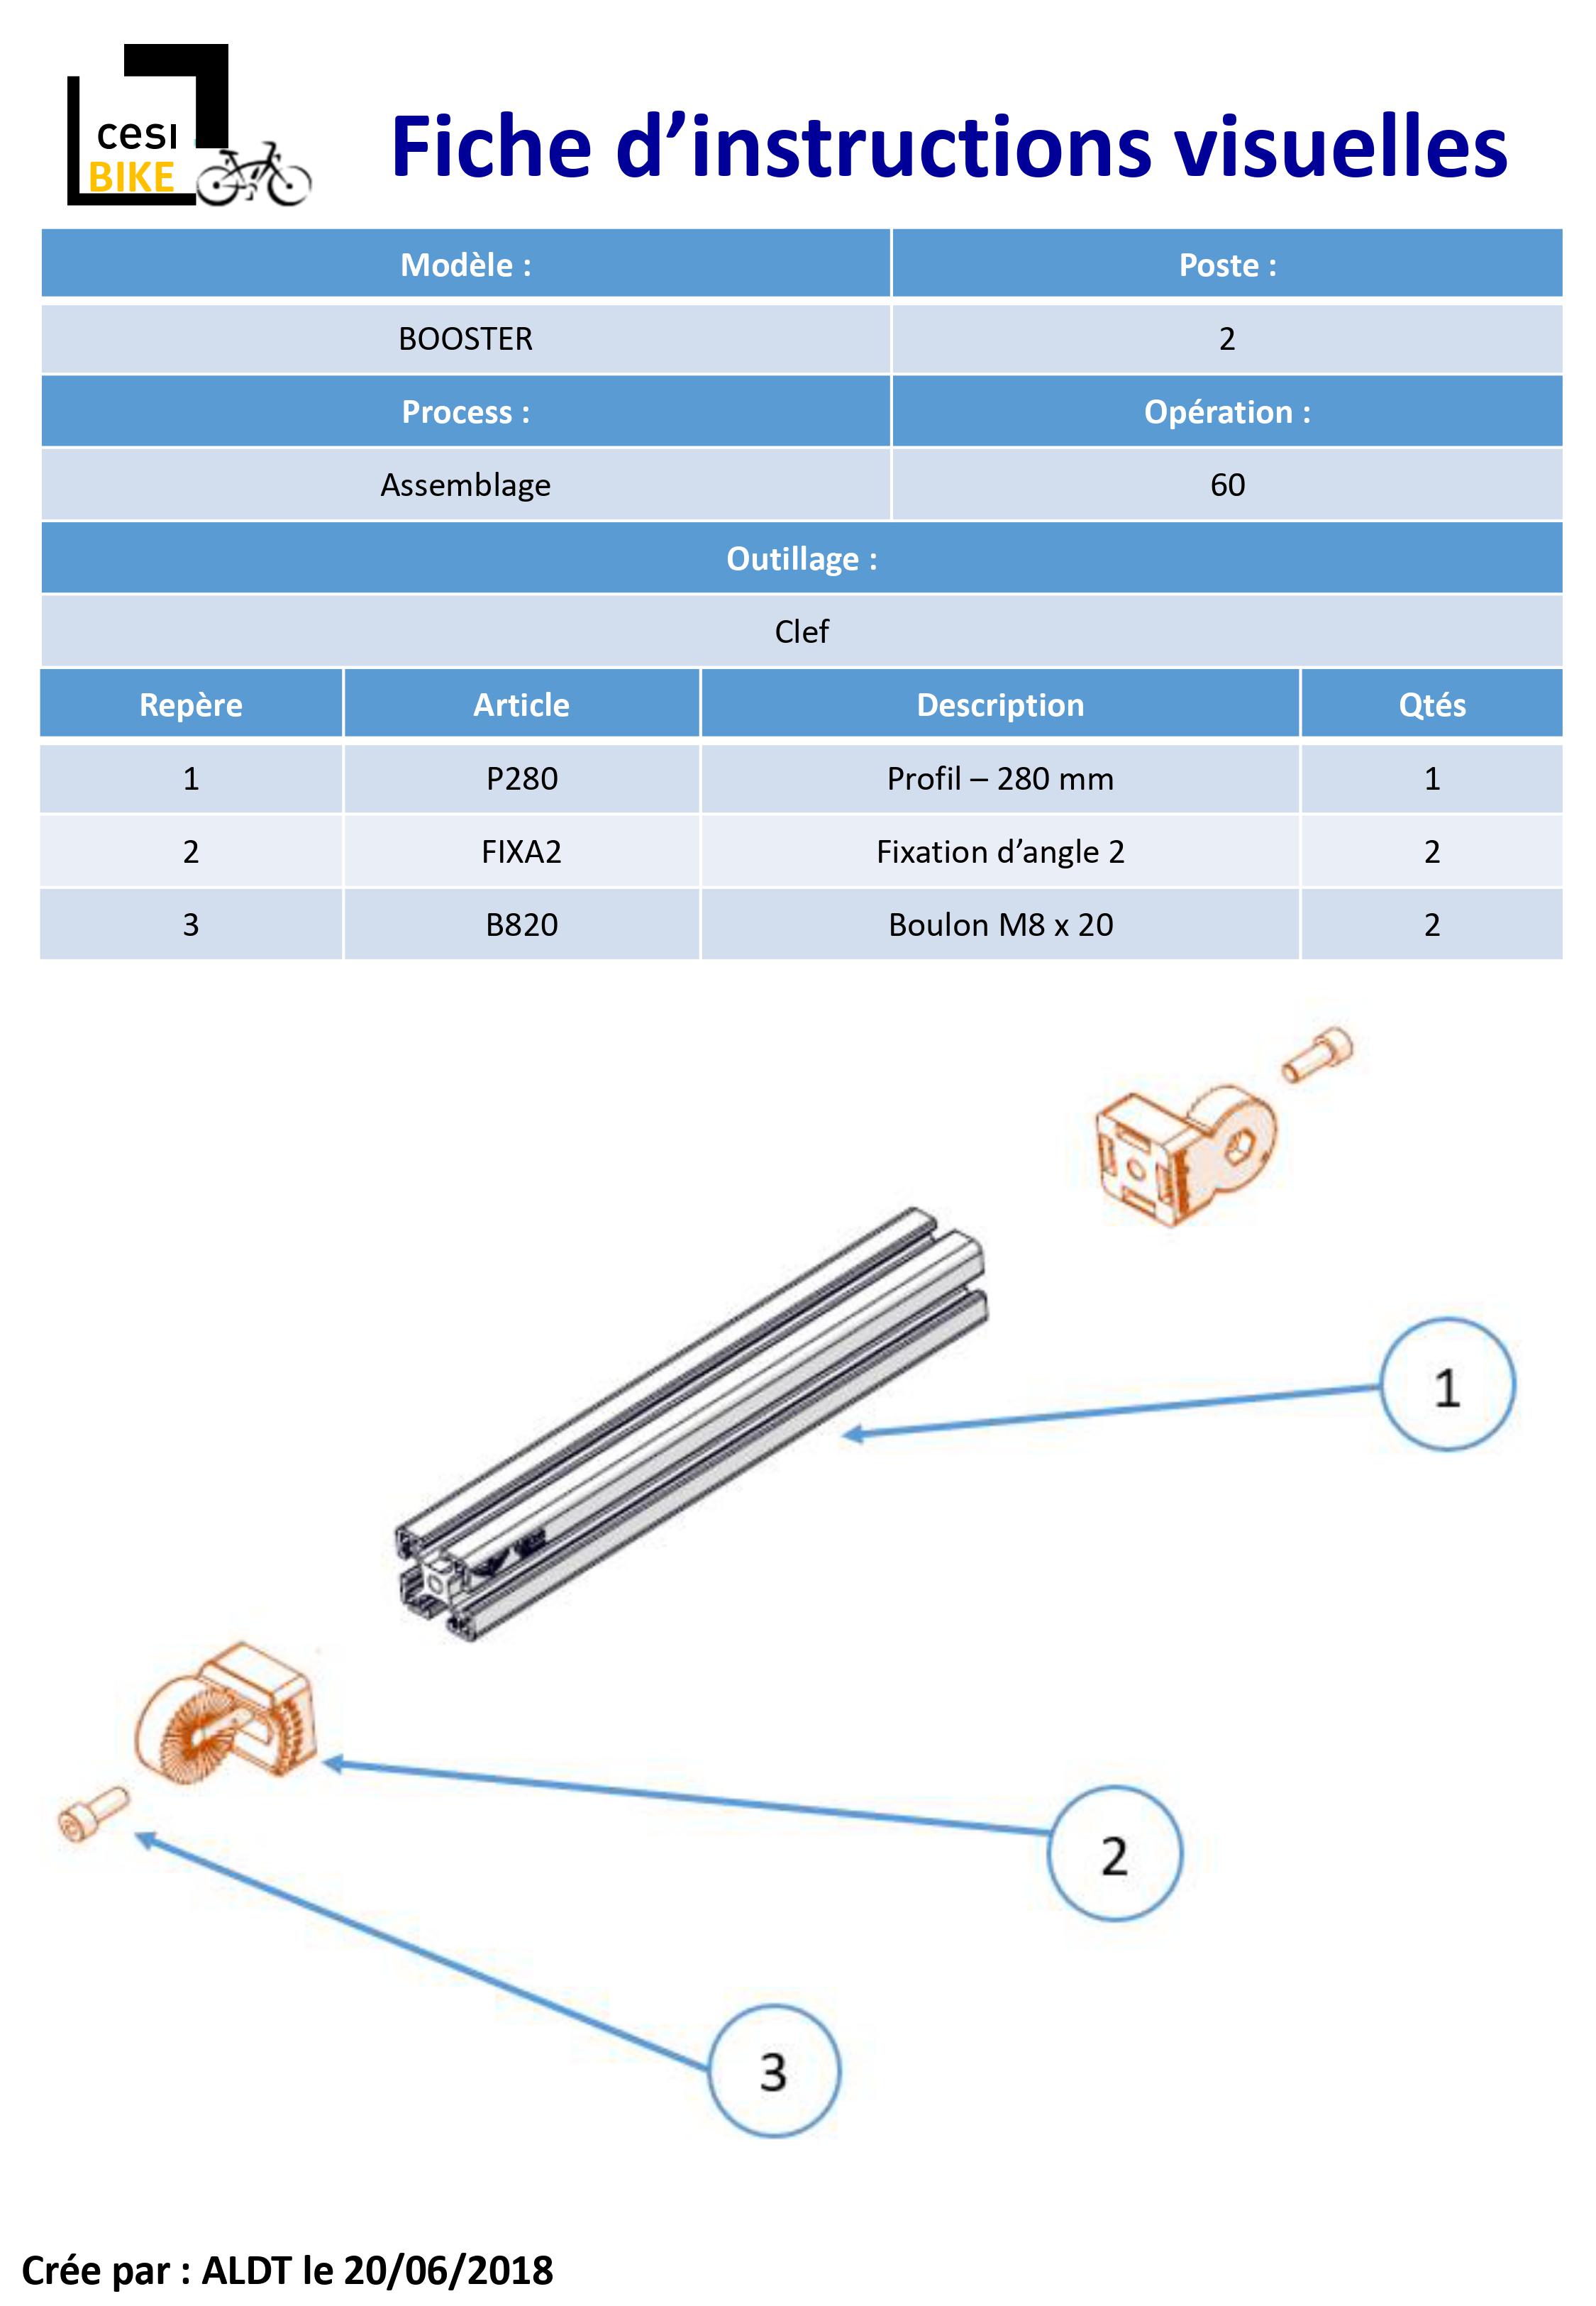 cesi
BIKE
Fiche d’instructions visuelles
Modèle : Poste :
BOOSTER 2
Process : Opération :
Assemblage 60
Outillage :
Clef
Repère Article Description Qtés
1 P280 Profil – 280 mm 1
2 FIXA2 Fixation d’angle 2 2
3 B820 Boulon M8 x 20 2
1
2
3
Crée par : ALDT le 20/06/2018